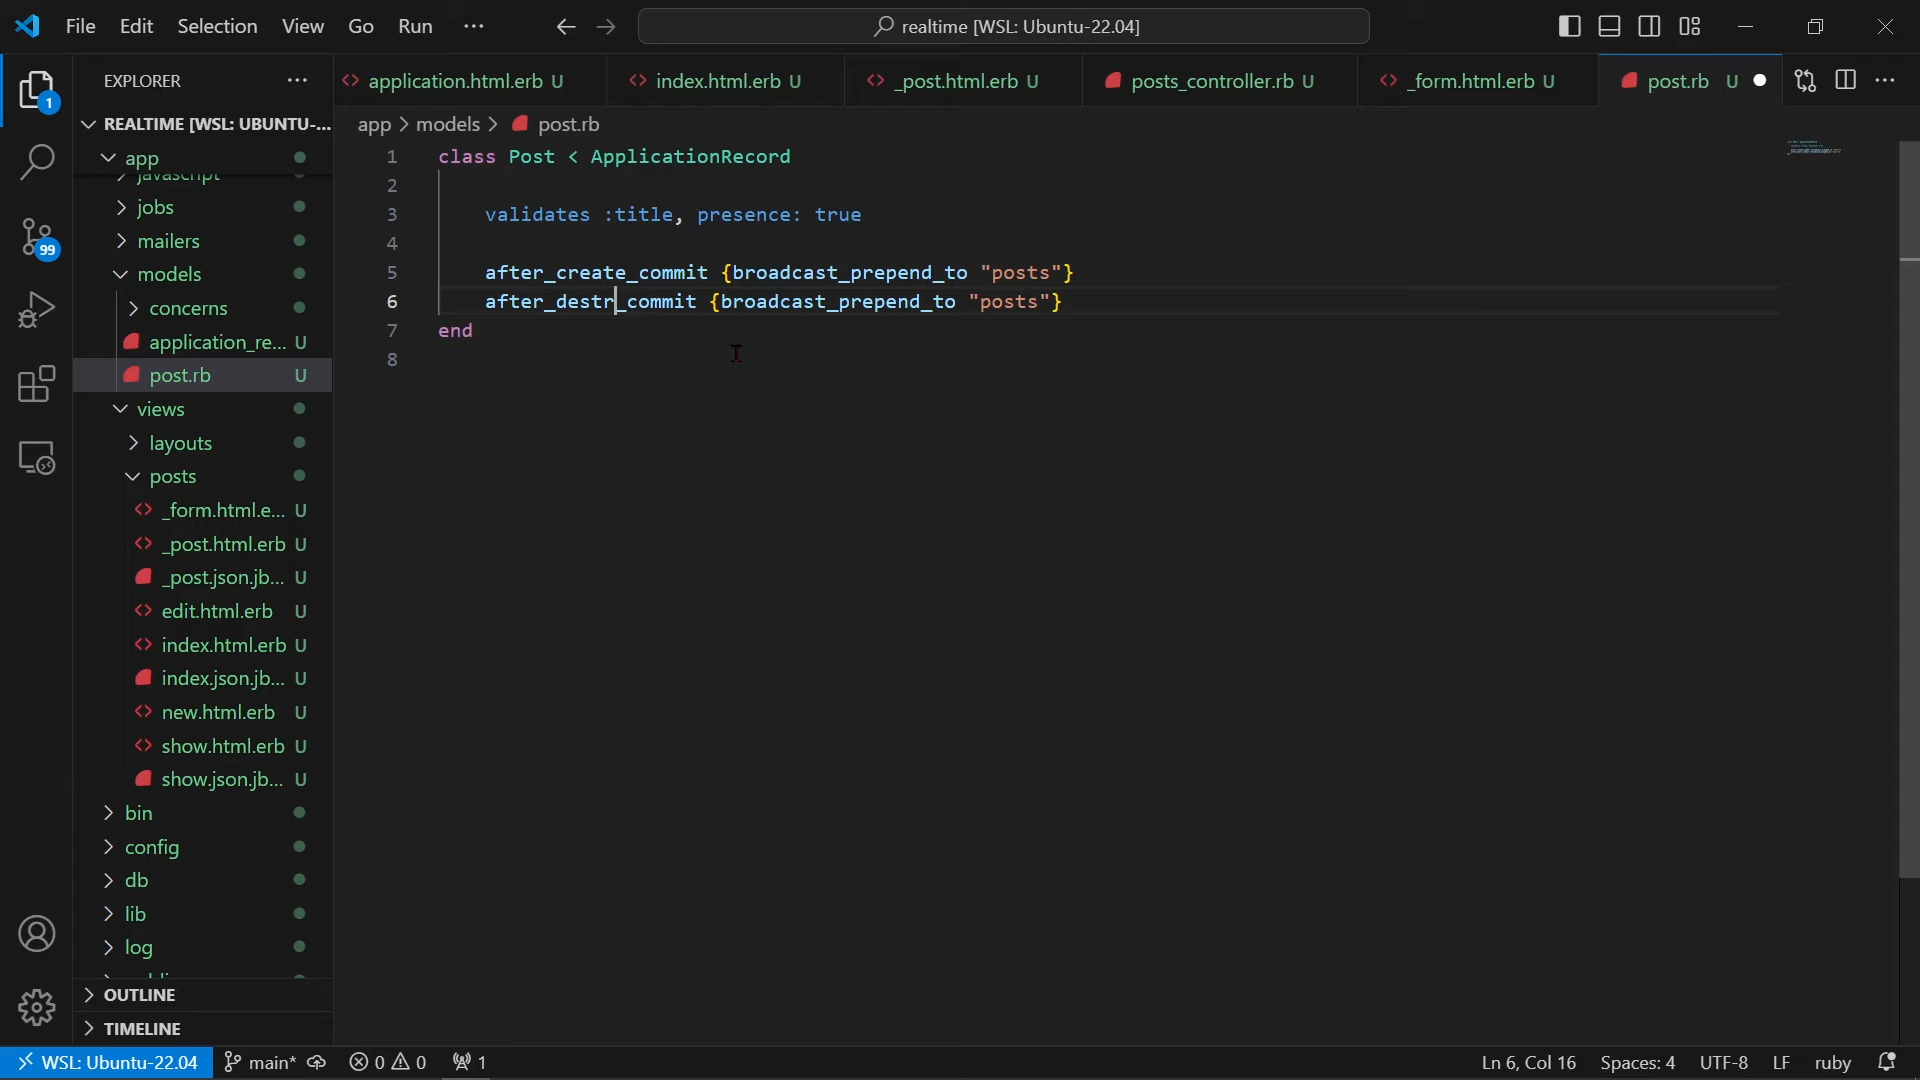 File Edit Selection View Go Run ··· realtime [WSL: Ubuntu-22.04]
EXPLORER ···
application.html.erb U
index.html.erb U
_post.html.erb U
posts_controller.rb U
_form.html.erb U
post.rb U
REALTIME [WSL: UBUNTU-...
app > models > post.rb
app
javascript
jobs
mailers
models
concerns
application_re... U
post.rb U
views
layouts
posts
_form.html.e... U
_post.html.erb U
_post.json.jb... U
edit.html.erb U
index.html.erb U
index.json.jb... U
new.html.erb U
show.html.erb U
show.json.jb... U
bin
config
db
lib
log
OUTLINE
TIMELINE
1
99
1 class Post < ApplicationRecord
2
3 validates :title, presence: true
4
5 after_create_commit {broadcast_prepend_to "posts"}
6 after_destr_commit {broadcast_prepend_to "posts"}
7 end
8
WSL: Ubuntu-22.04 main* 0 0 1 Ln 6, Col 16 Spaces: 4 UTF-8 LF ruby